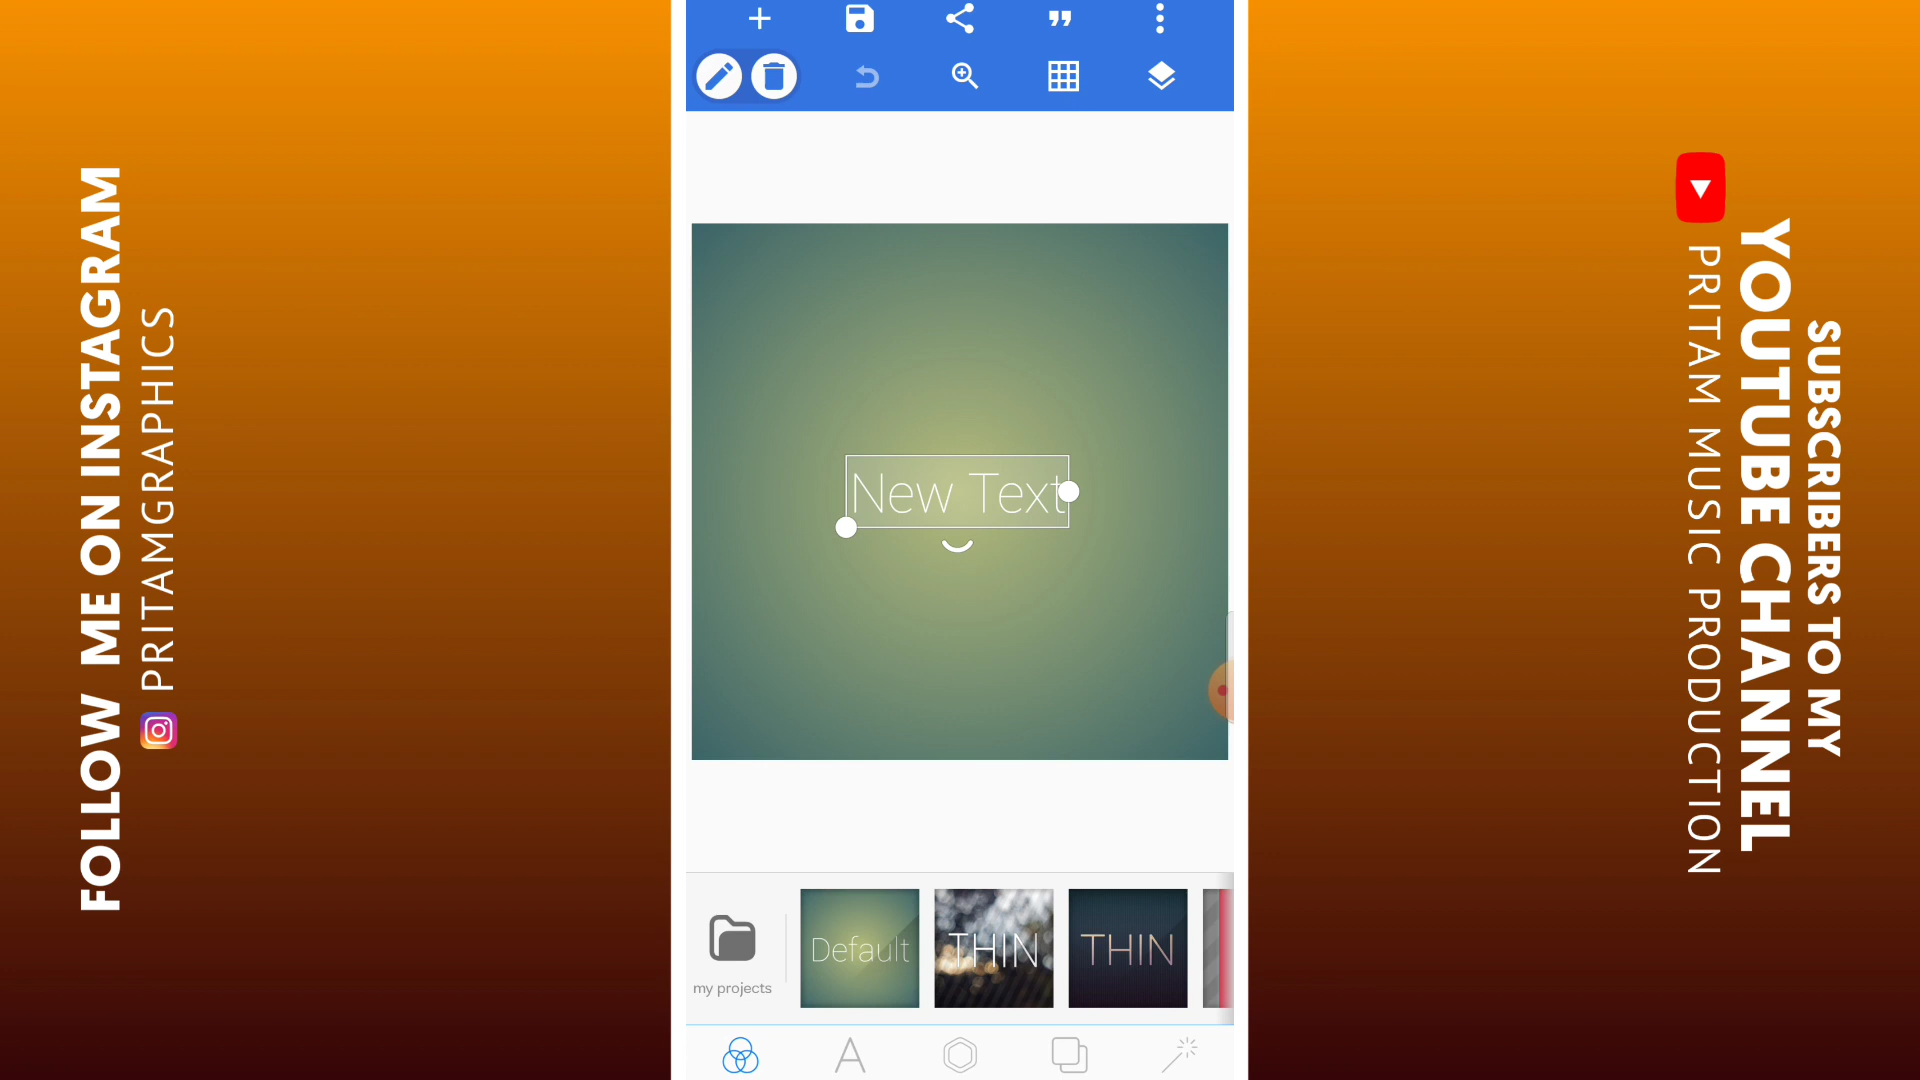 FOLLOW ME ON INSTAGRAM
PRITAMGRAPHICS
New Text
my projects
Default
THIN
THIN
SUBSCRIBERS TO MY
YOUTUBE CHANNEL
PRITAM MUSIC PRODUCTION